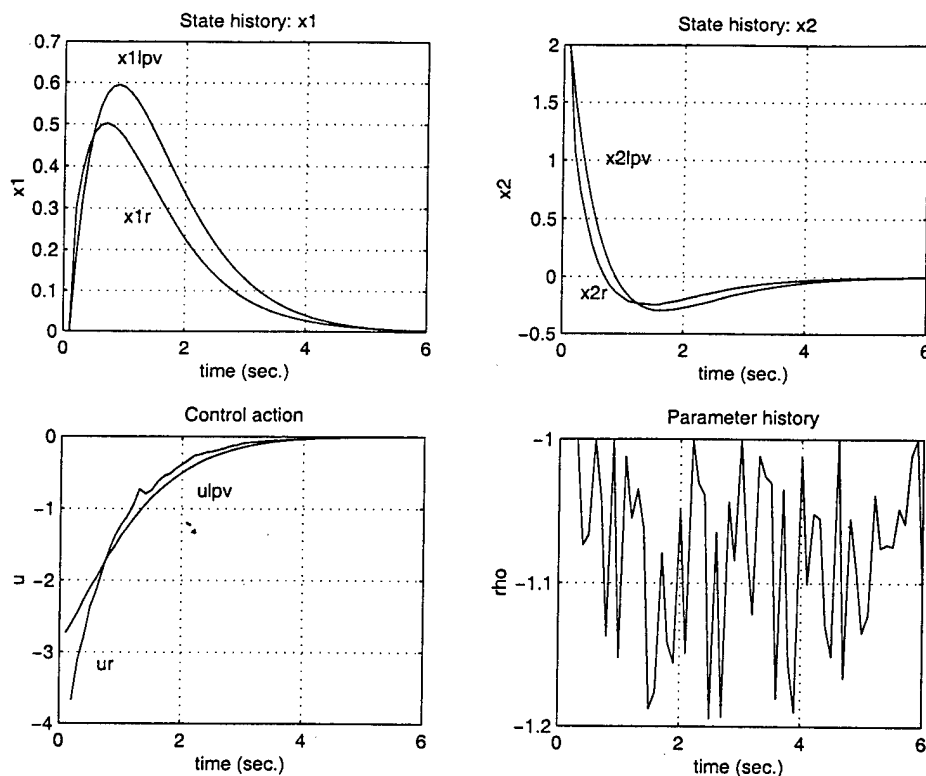 State history: x1
0.7
0.6
0.5
0.4
0.3
0.2
0.1
0
x1
x1lpv
x1r
0
2
4
6
time (sec.)
State history: x2
2
1.5
1
0.5
0
−0.5
x2
x2lpv
x2r
0
2
4
6
time (sec.)
Control action
0
−1
−2
−3
−4
u
ulpv
ur
0
2
4
6
time (sec.)
Parameter history
−1
−1.1
−1.2
rho
0
2
4
6
time (sec.)